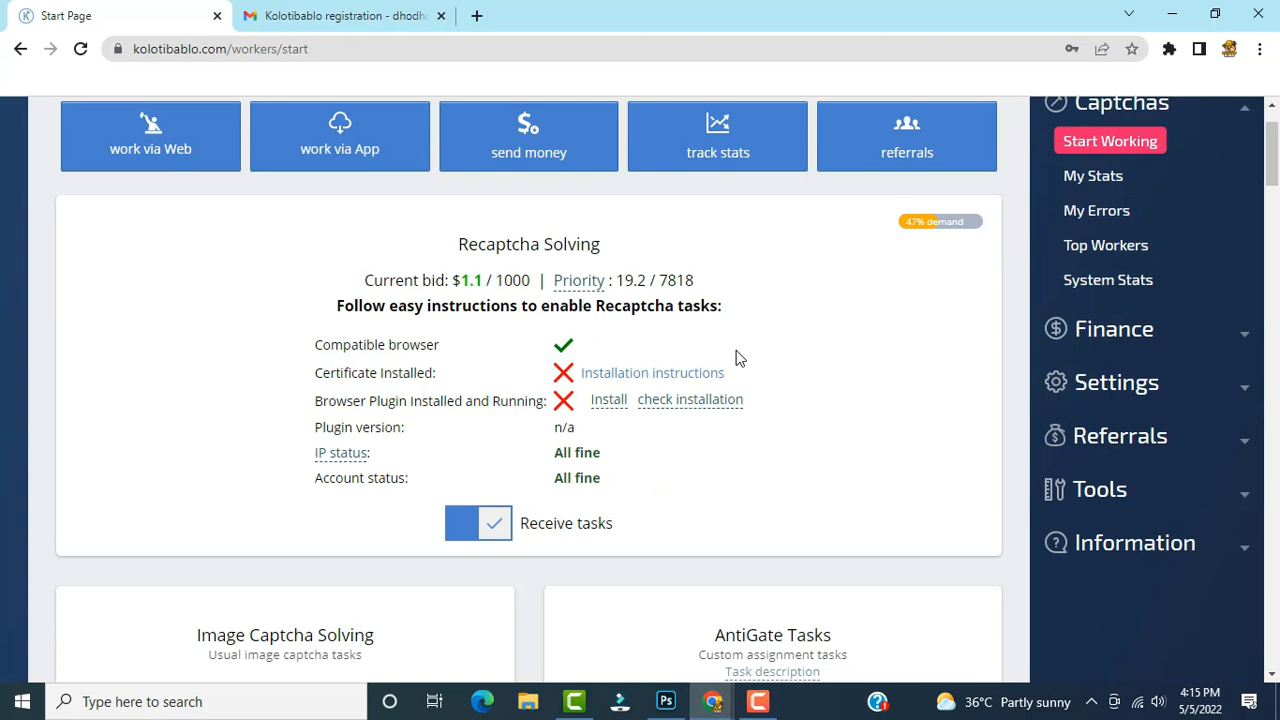 Start Page
Kolotibablo registration - dhodho
kolotibablo.com/workers/start
work via Web
work via App
send money
track stats
referrals
47% demand
Recaptcha Solving
Current bid: $1.1 / 1000 | Priority : 19.2 / 7818
Follow easy instructions to enable Recaptcha tasks:
Compatible browser
Certificate Installed: Installation instructions
Browser Plugin Installed and Running: Install check installation
Plugin version: n/a
IP status: All fine
Account status: All fine
Receive tasks
Image Captcha Solving
Usual image captcha tasks
AntiGate Tasks
Custom assignment tasks
Task description
Captchas
Start Working
My Stats
My Errors
Top Workers
System Stats
Finance
Settings
Referrals
Tools
Information
Type here to search
Ps
36°C Partly sunny
4:15 PM
5/5/2022